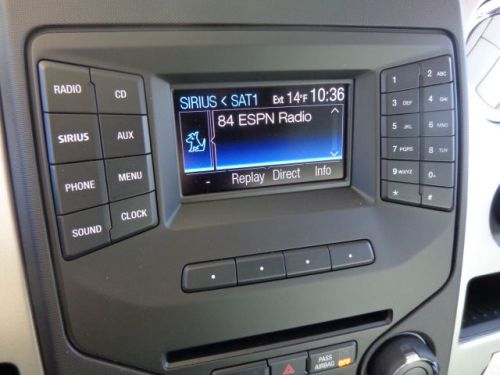 RADIO CD
SIRIUS AUX
PHONE MENU
SOUND CLOCK
SIRIUS < SAT1 Ext 14°F 10:36
84 ESPN Radio
- Replay Direct Info
1 2 ABC
3 DEF 4 GHI
5 JKL 6 MNO
7 PQRS 8 TUV
9 WXYZ 0
* #
PASS
AIRBAG OFF